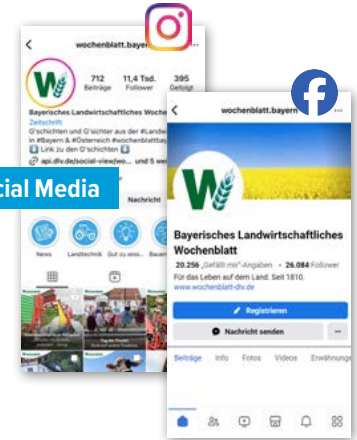 wochenblatt.bayern
712
11,4 Tsd.
395
Beiträge
Follower
Gefolgt
Bayerisches Landwirtschaftliches Woche
Zeitschrift
G'schichten und G'sichter aus der #Landwi
in #Bayern & #Österreich #wochenblattbay
Link zu den G'schichten
api.dlv.de/social-view/wo... und 5 wei
Nachricht
cial Media
News
Landtechnik
Gut zu wiss...
Bauern
wochenblatt.bayern
W
Bayerisches Landwirtschaftliches
Wochenblatt
20.256 „Gefällt mir"-Angaben • 26.084 Follower
Für das Leben auf dem Land. Seit 1810.
www.wochenblatt-dlv.de
Registrieren
Nachricht senden
Beiträge
Info
Fotos
Videos
Erwähnunge